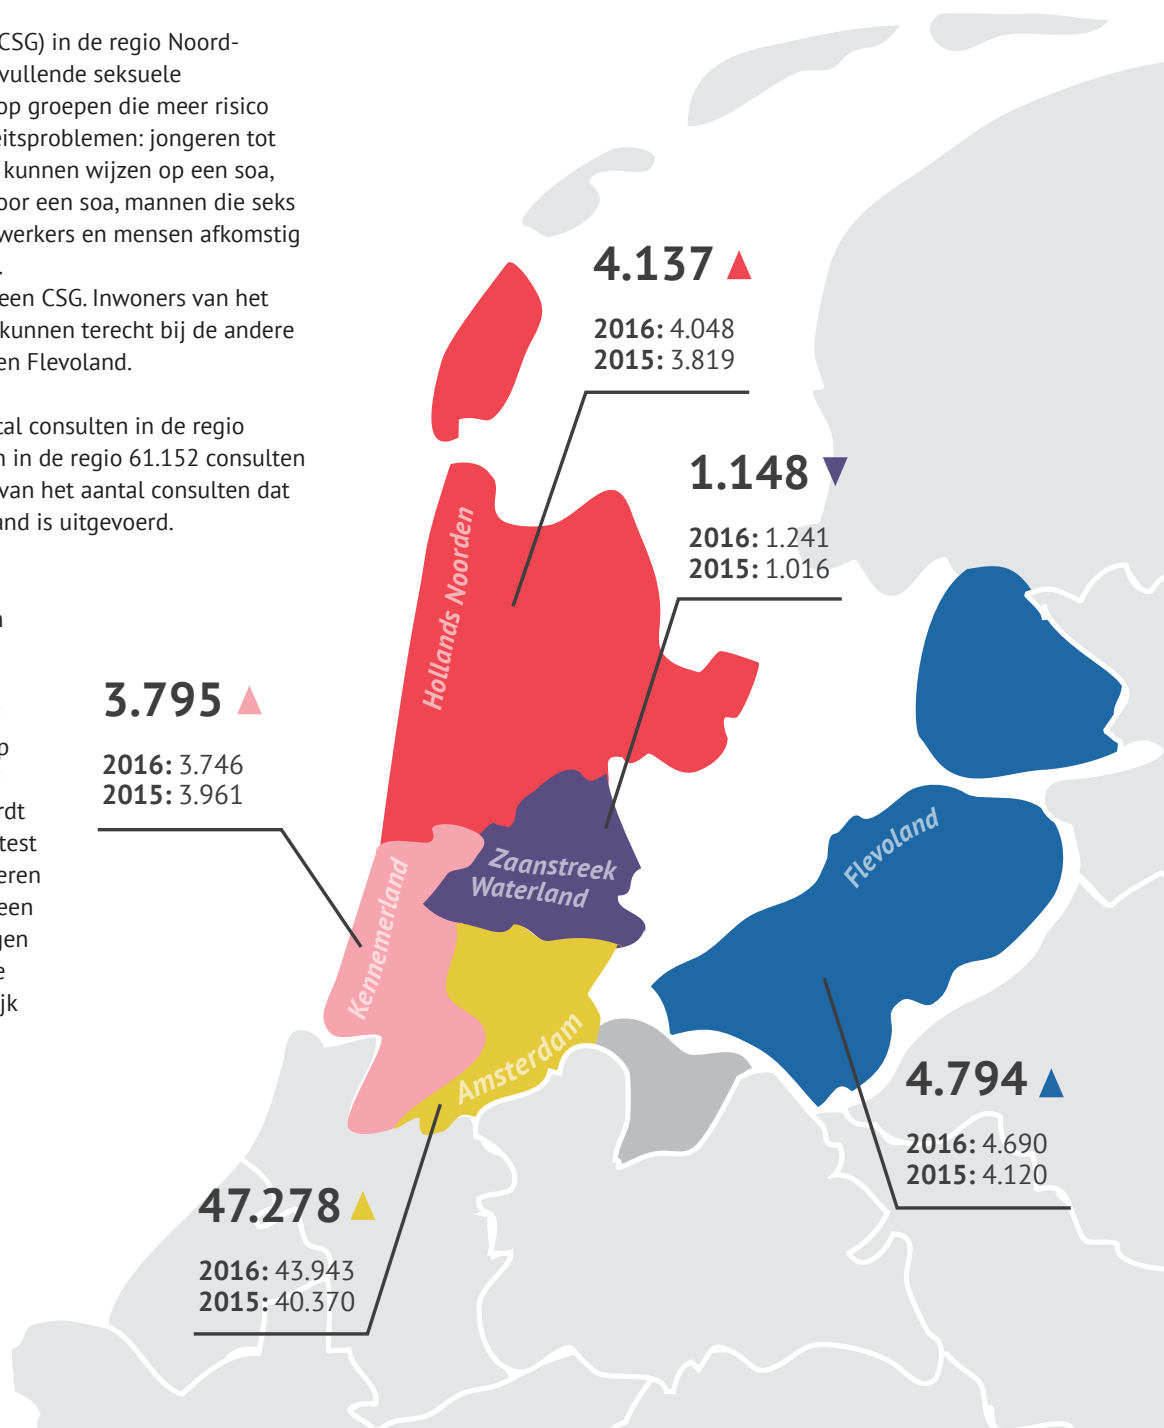 CSG) in de regio Noord-
vullende seksuele
op groepen die meer risico
eitsproblemen: jongeren tot
kunnen wijzen op een soa,
oor een soa, mannen die seks
werkers en mensen afkomstig
.
een CSG. Inwoners van het
kunnen terecht bij de andere
en Flevoland.
tal consulten in de regio
n in de regio 61.152 consulten
van het aantal consulten dat
and is uitgevoerd.
n
p
rdt
test
eren
een
gen
e
ijk
4.137
2016: 4.048
2015: 3.819
1.148
2016: 1.241
2015: 1.016
Hollands Noorden
3.795
2016: 3.746
2015: 3.961
Zaanstreek
Waterland
Flevoland
Kennemerland
Amsterdam
4.794
2016: 4.690
2015: 4.120
47.278
2016: 43.943
2015: 40.370